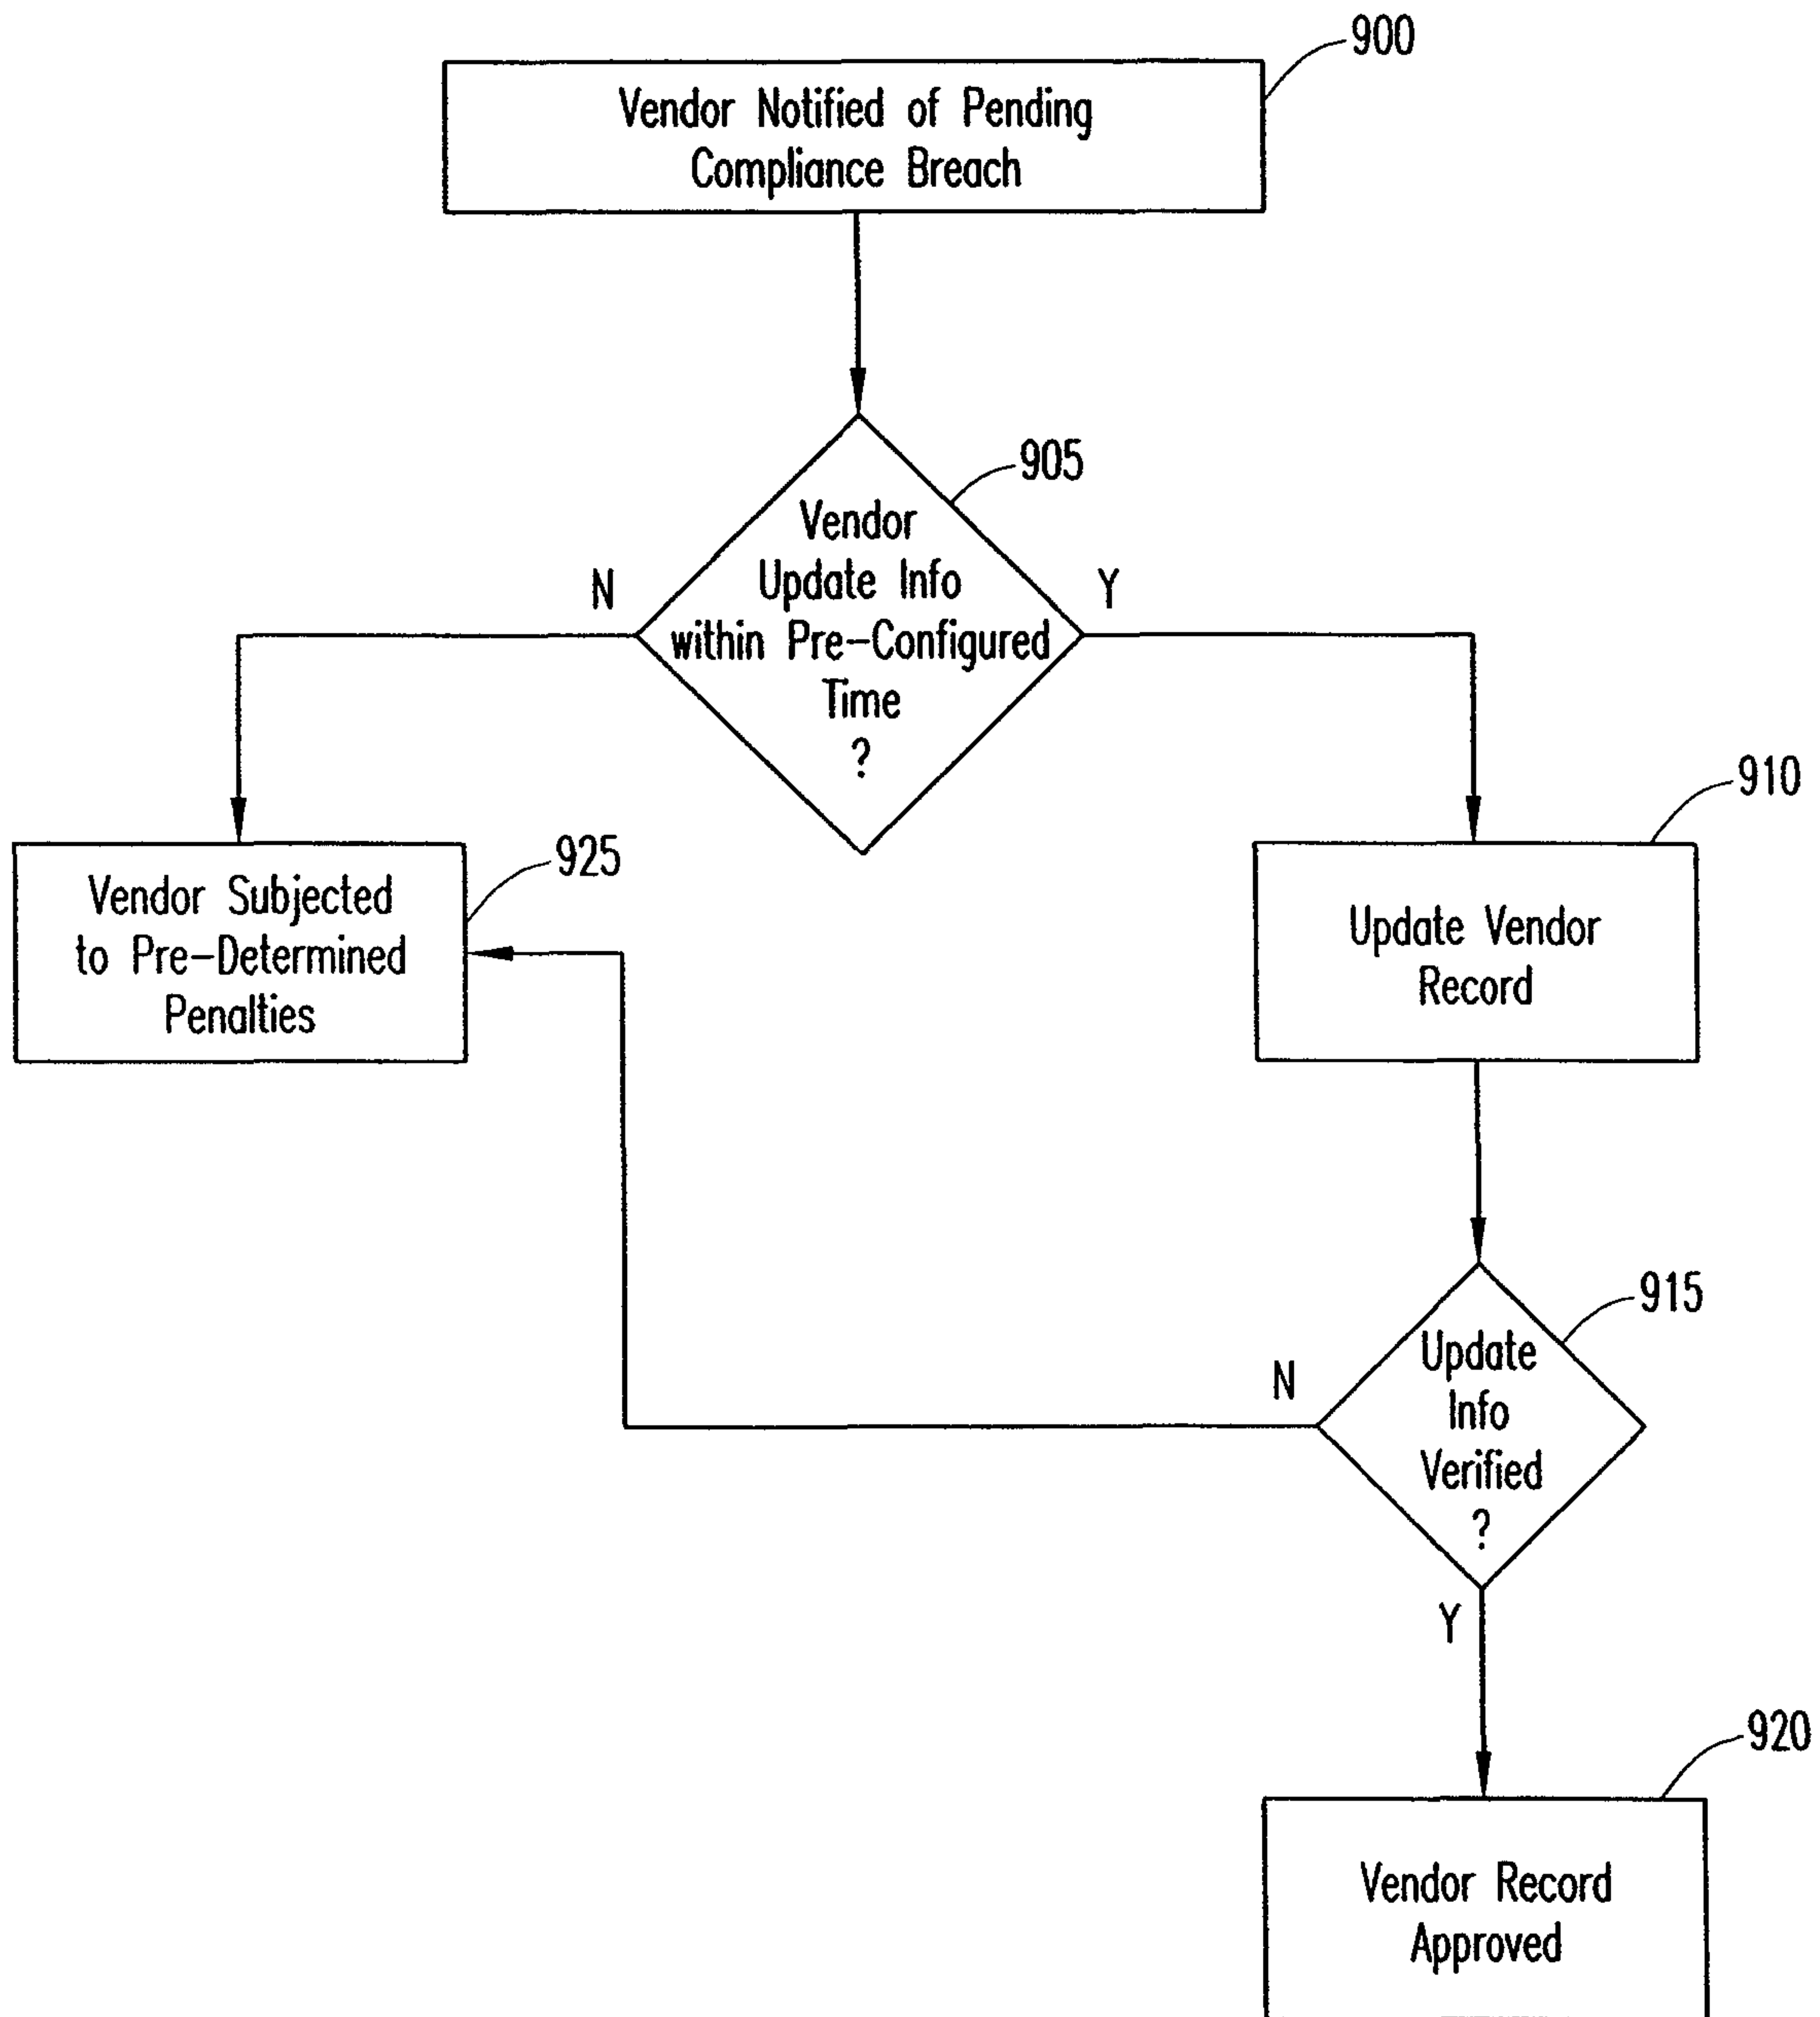 900
Vendor Notified of Pending
Compliance Breach
905
Vendor
Update Info
within Pre-Configured
Time
?
N
Y
910
925
Vendor Subjected
to Pre-Determined
Penalties
Update Vendor
Record
915
Update
Info
Verified
?
N
Y
920
Vendor Record
Approved